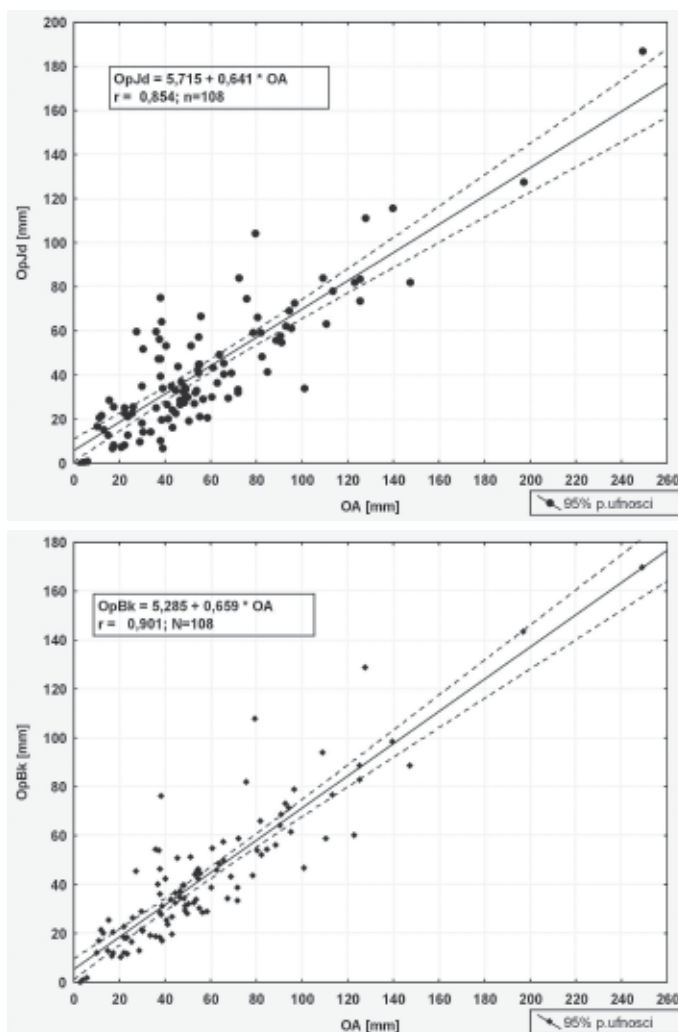 200
180
OpJd = 5,715 + 0,641 * OA
r = 0,854; n=108
160
140
120
100
80
60
40
20
0
OpJd [mm]
0 20 40 60 80 100 120 140 160 180 200 220 240 260
OA [mm]
95% p.ufnosci
180
160
OpBk = 5,285 + 0,659 * OA
r = 0,901; N=108
140
120
100
80
60
40
20
0
OpBk [mm]
0 20 40 60 80 100 120 140 160 180 200 220 240 260
OA [mm]
95% p.ufnosci